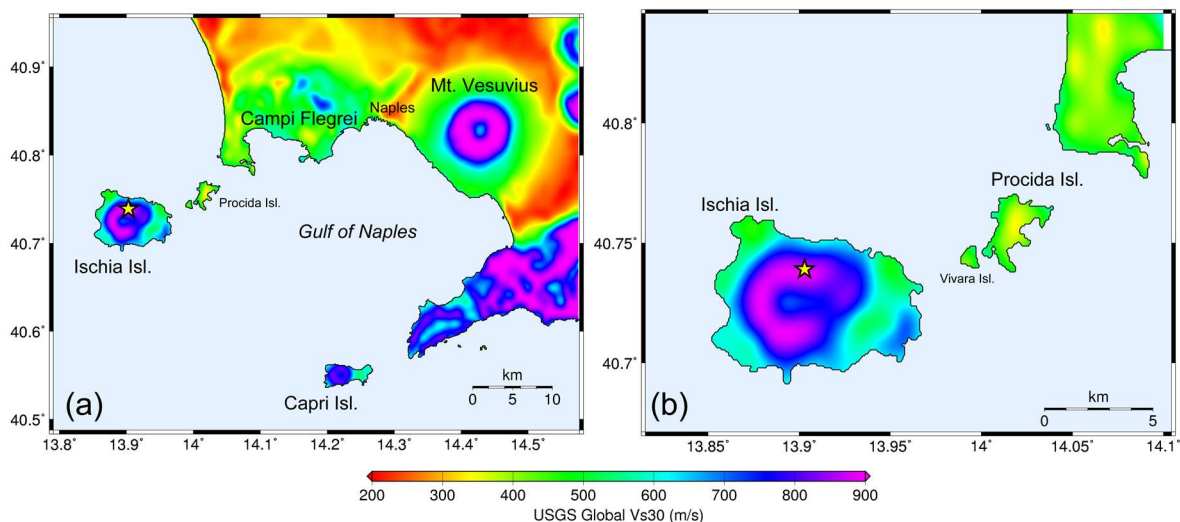 40.9˚
40.8˚
40.7˚
40.6˚
40.5˚
Mt. Vesuvius
Naples
Campi Flegrei
Procida Isl.
Gulf of Naples
Ischia Isl.
Capri Isl.
km
0 5 10
(a)
13.8˚ 13.9˚ 14˚ 14.1˚ 14.2˚ 14.3˚ 14.4˚ 14.5˚
40.8˚
40.75˚
40.7˚
Procida Isl.
Ischia Isl.
Vivara Isl.
km
0 5
(b)
13.85˚ 13.9˚ 13.95˚ 14˚ 14.05˚ 14.1˚
200 300 400 500 600 700 800 900
USGS Global Vs30 (m/s)